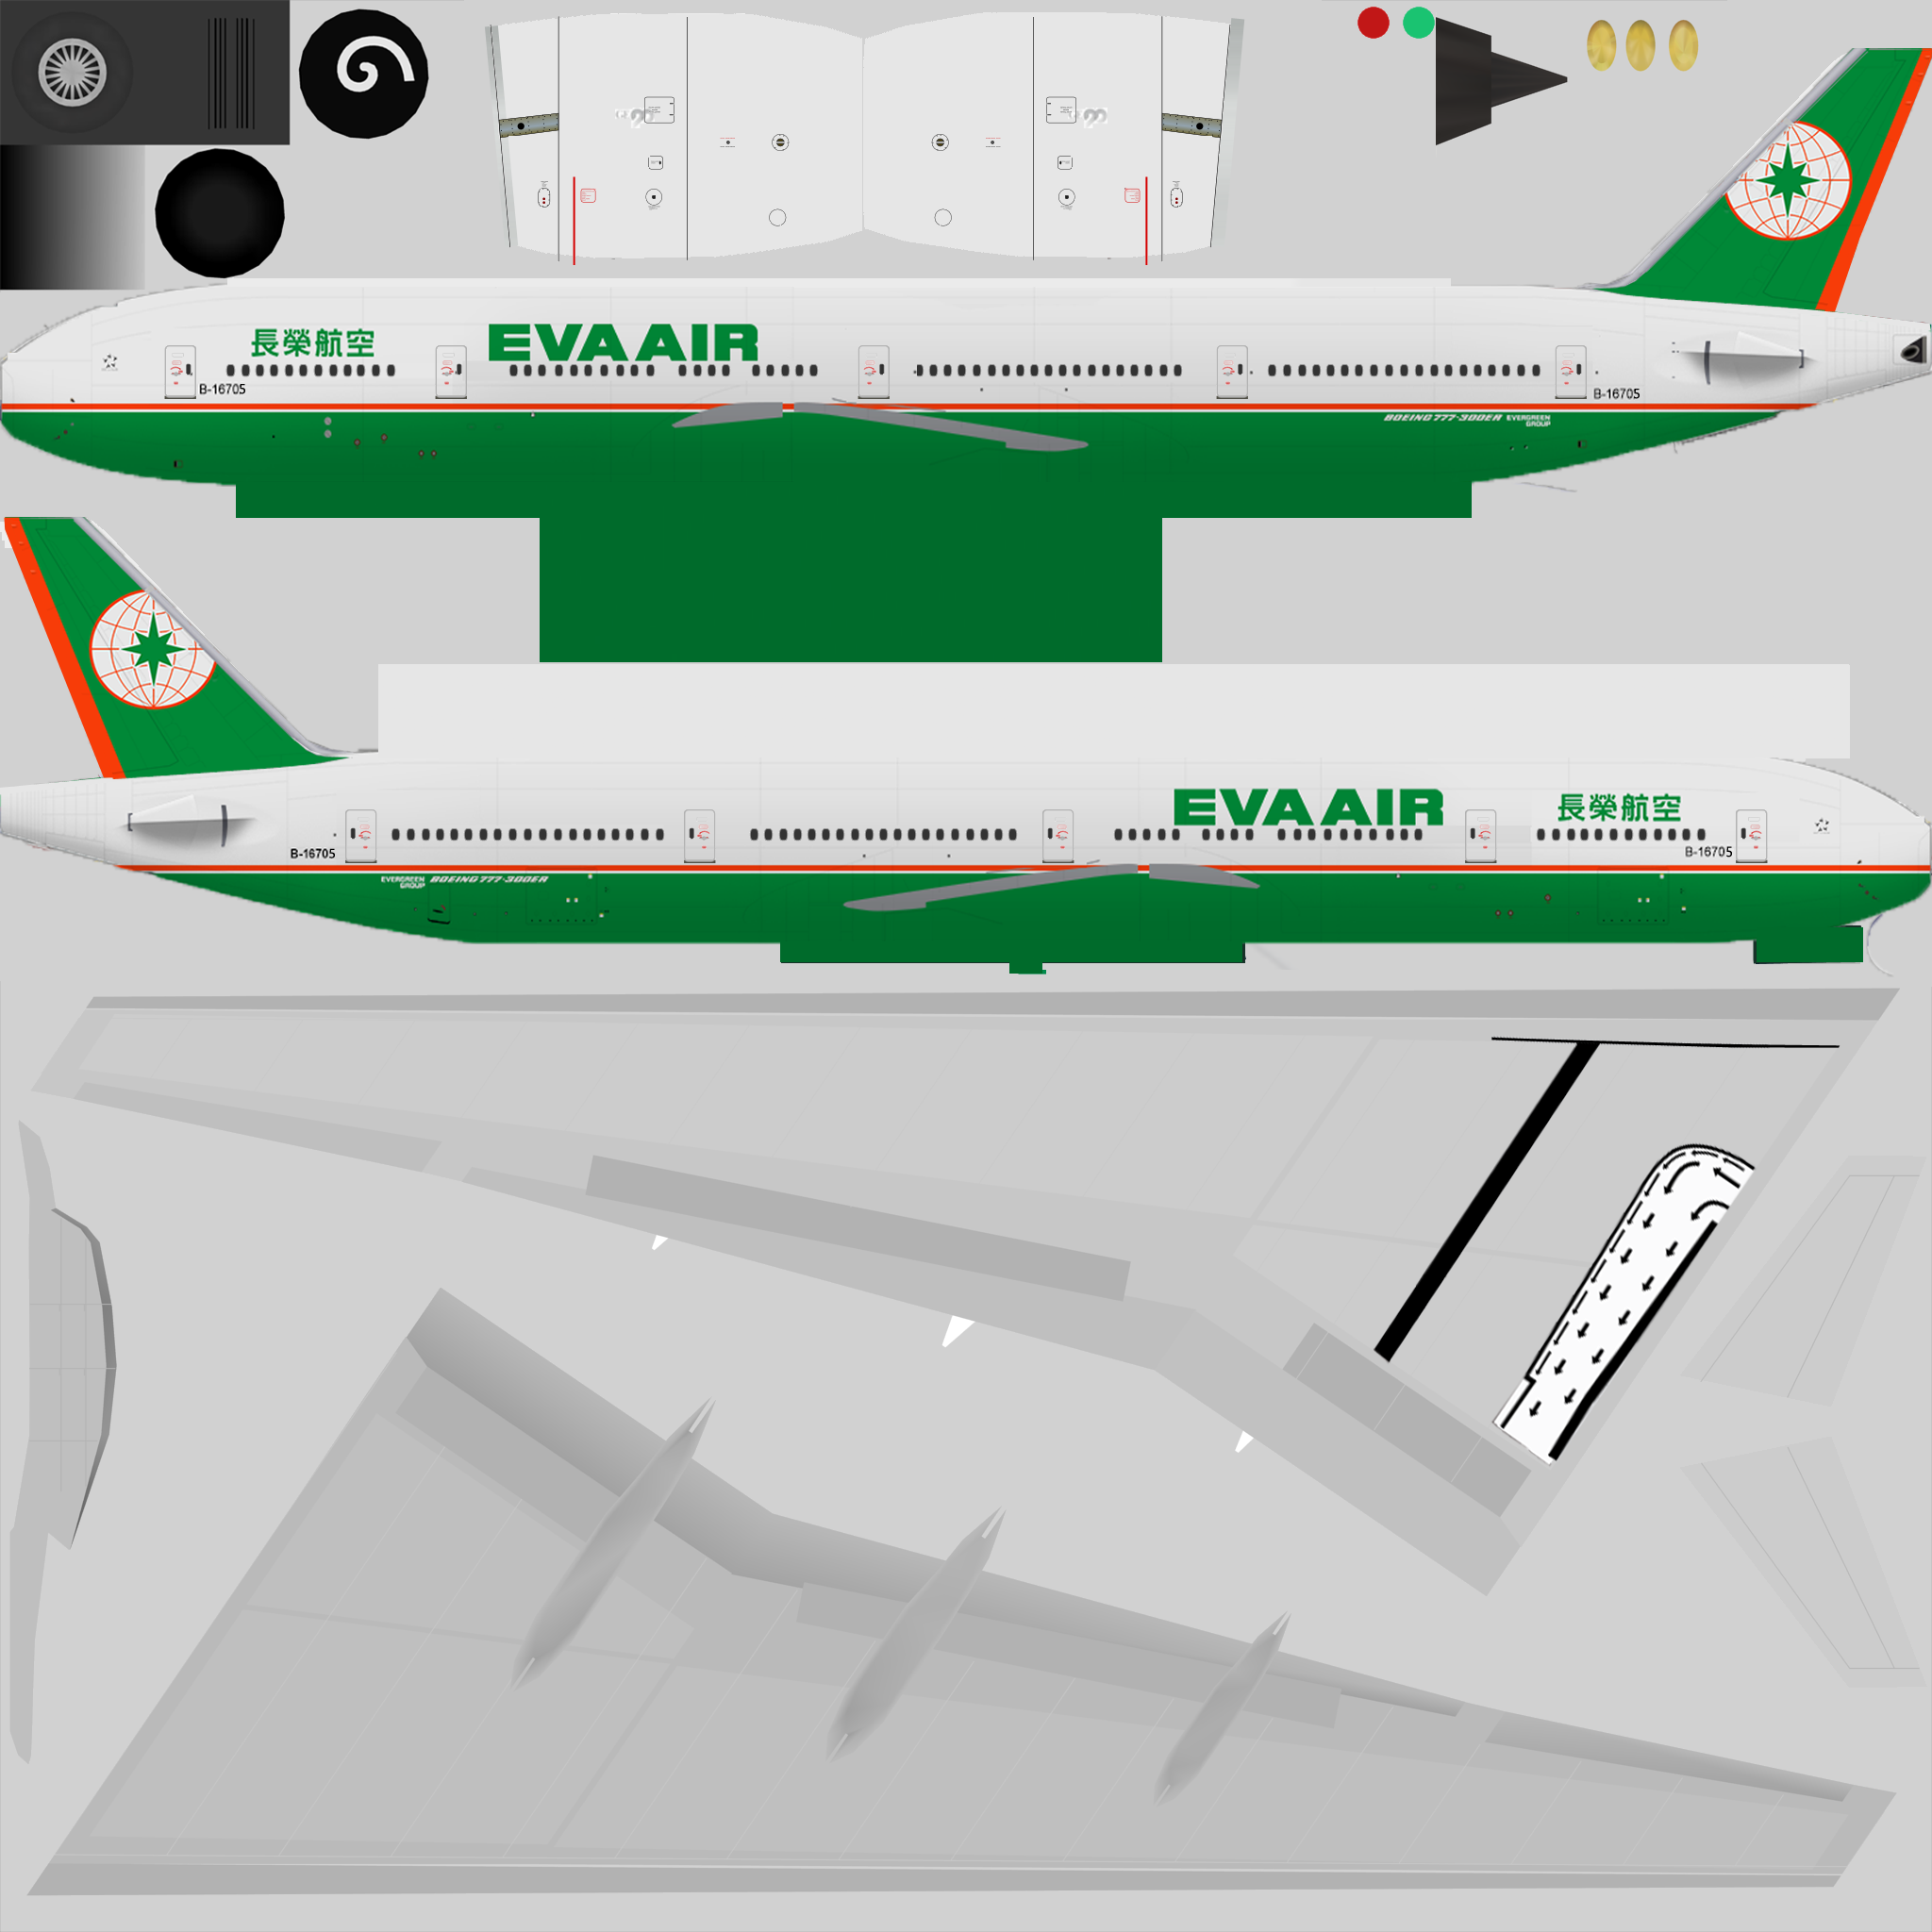 長榮航空
EVA AIR
B-16705
B-16705
BOEING 777-300ER EVERGREEN
GROUP
EVA AIR
長榮航空
B-16705
B-16705
EVERGREEN
GROUP
BOEING 777-300ER